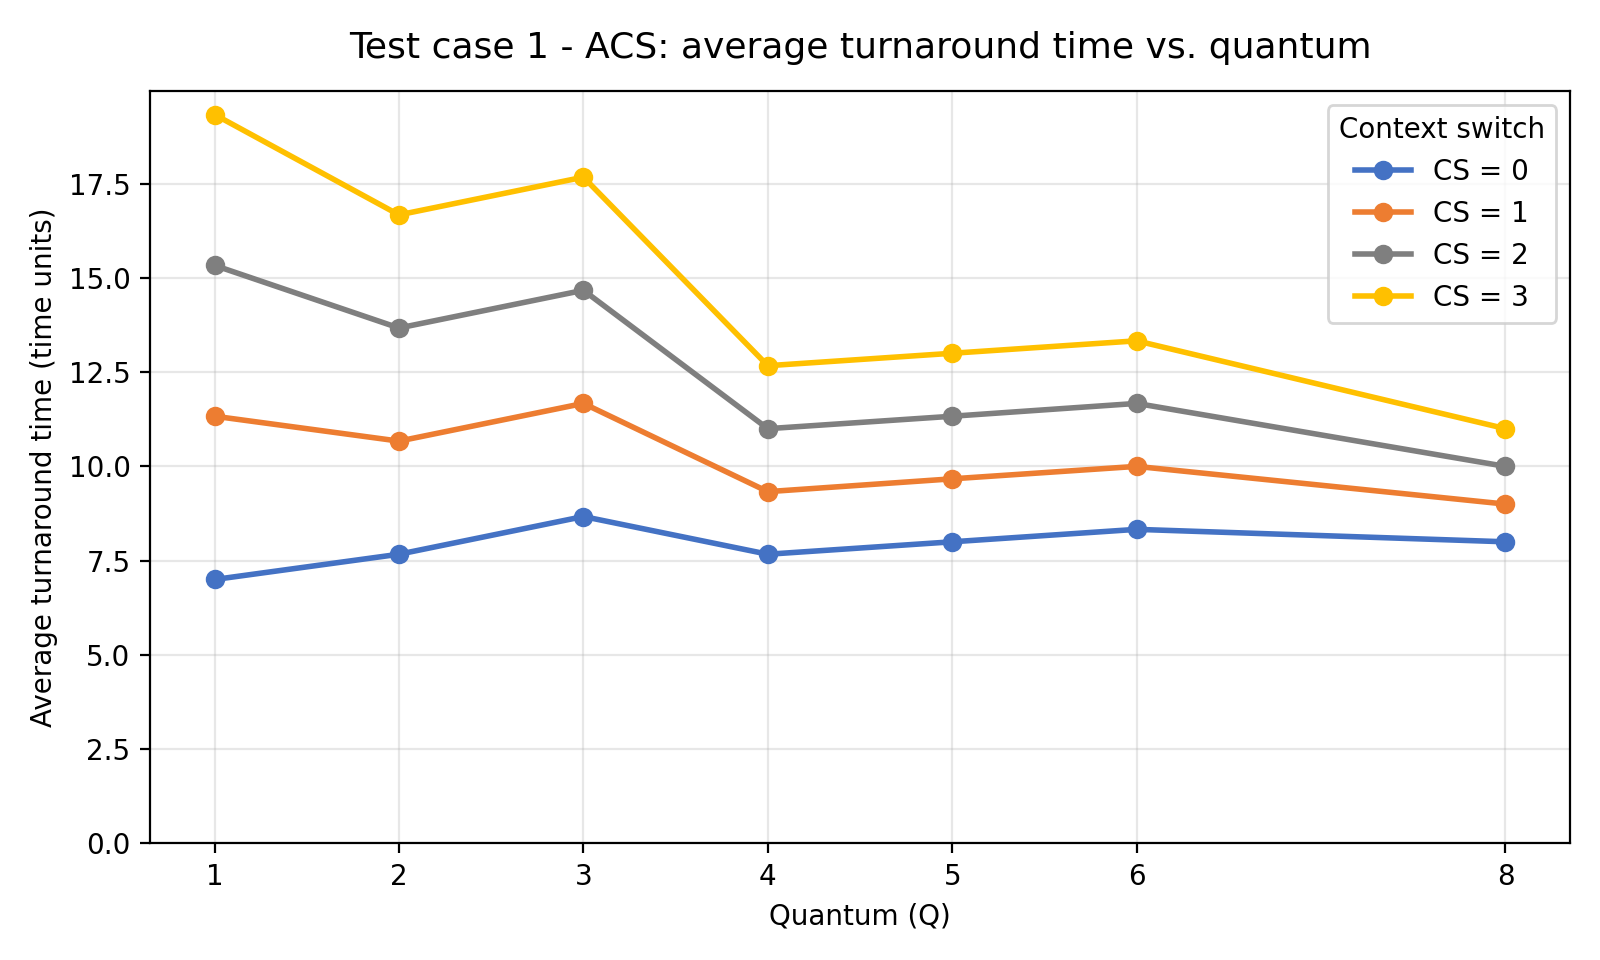 Test case 1 - ACS: average turnaround time vs. quantum
Average turnaround time (time units)
17.5
15.0
12.5
10.0
7.5
5.0
2.5
0.0
Context switch
CS = 0
CS = 1
CS = 2
CS = 3
1 2 3 4 5 6 8
Quantum (Q)